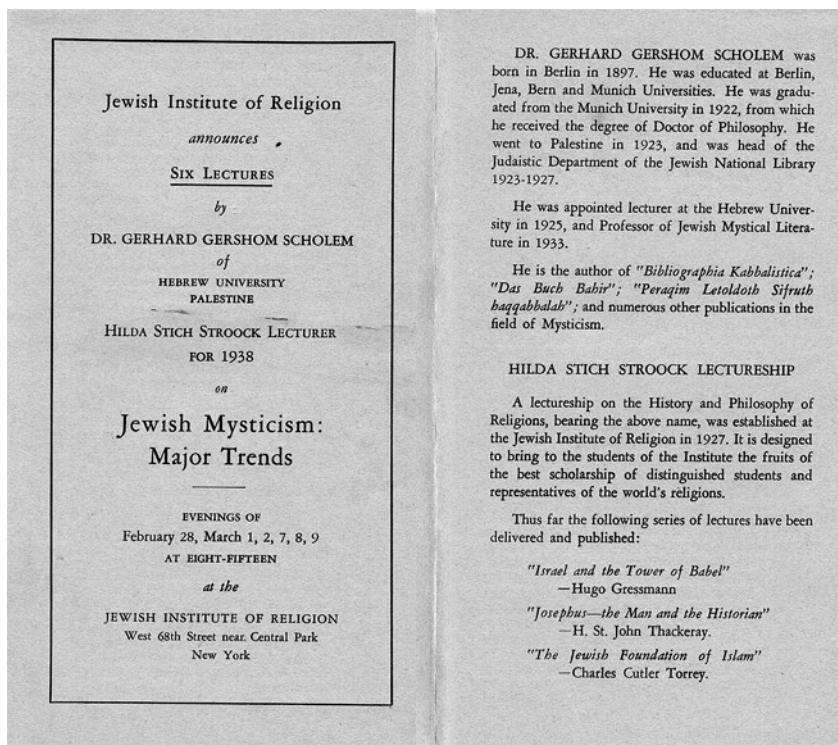 Jewish Institute of Religion
announces
SIX LECTURES
by
DR. GERHARD GERSHOM SCHOLEM
of
HEBREW UNIVERSITY
PALESTINE
HILDA STICH STROOCK LECTURER
FOR 1938
on
Jewish Mysticism:
Major Trends
EVENINGS OF
February 28, March 1, 2, 7, 8, 9
AT EIGHT-FIFTEEN
at the
JEWISH INSTITUTE OF RELIGION
West 68th Street near Central Park
New York
DR. GERHARD GERSHOM SCHOLEM was
born in Berlin in 1897. He was educated at Berlin,
Jena, Bern and Munich Universities. He was gradu-
ated from the Munich University in 1922, from which
he received the degree of Doctor of Philosophy. He
went to Palestine in 1923, and was head of the
Judaistic Department of the Jewish National Library
1923-1927.
He was appointed lecturer at the Hebrew Univer-
sity in 1925, and Professor of Jewish Mystical Litera-
ture in 1933.
He is the author of "Bibliographia Kabbalistica";
"Das Buch Bahir"; "Peraqim Letoldoth Sifruth
haqqabbalah"; and numerous other publications in the
field of Mysticism.
HILDA STICH STROOCK LECTURESHIP
A lectureship on the History and Philosophy of
Religions, bearing the above name, was established at
the Jewish Institute of Religion in 1927. It is designed
to bring to the students of the Institute the fruits of
the best scholarship of distinguished students and
representatives of the world's religions.
Thus far the following series of lectures have been
delivered and published:
"Israel and the Tower of Babel"
—Hugo Gressmann
"Josephus—the Man and the Historian"
—H. St. John Thackeray.
"The Jewish Foundation of Islam"
—Charles Cutler Torrey.